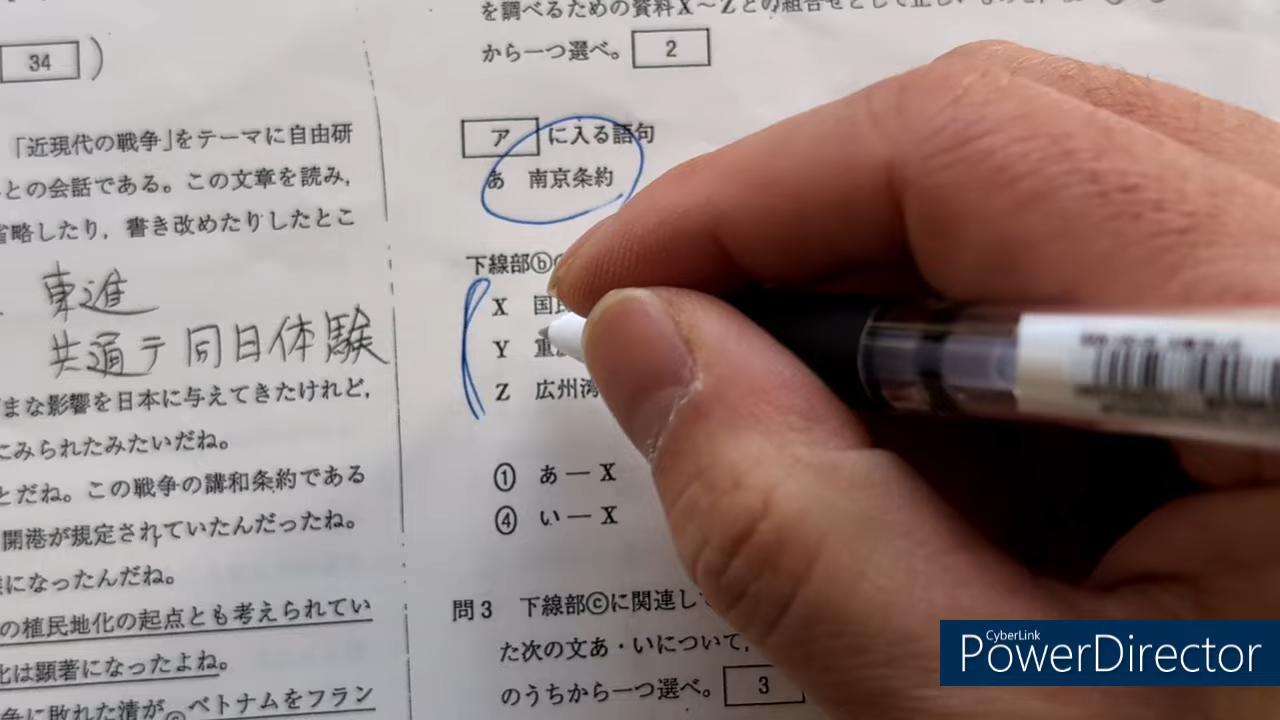 34
「近現代の戦争」をテーマに自由研
との会話である。この文章を読み,
省略したり,書き改めたりしたとこ
東進
共通テ同日体験
まな影響を日本に与えてきたけれど,
にみられたみたいだね。
とだね。この戦争の講和条約である
開港が規定されていたんだったね。
になったんだね。
の植民地化の起点とも考えられてい
化は顕著になったよね。
争に敗れた清がⓒベトナムをフラン
を調べるための資料X～Zとの組合せとして正しいものを,
から一つ選べ。 2
ア に入る語句
あ 南京条約
下線部ⓑ
X 国
Y 重
Z 広州湾
① あ ― X
④ い ― X
問3 下線部ⓒに関連して
た次の文あ・いについて,
のうちから一つ選べ。 3
CyberLink
PowerDirector